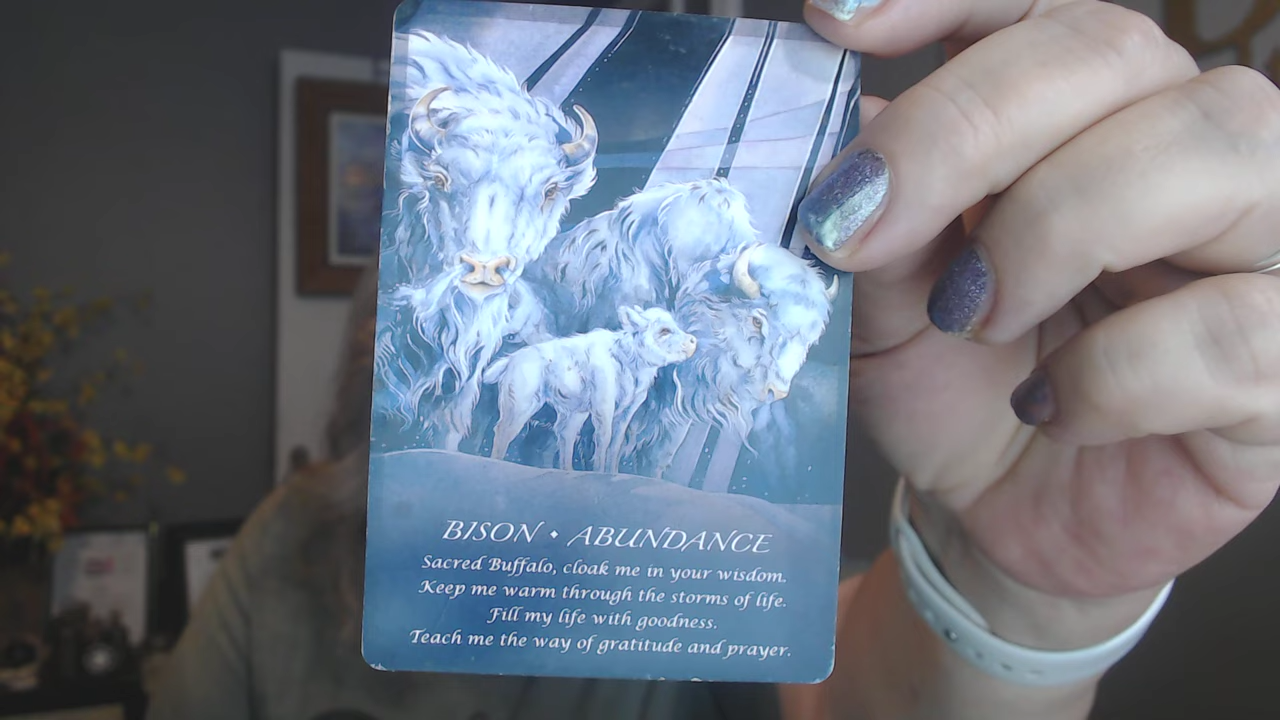 BISON • ABUNDANCE
Sacred Buffalo, cloak me in your wisdom.
Keep me warm through the storms of life.
Fill my life with goodness.
Teach me the way of gratitude and prayer.